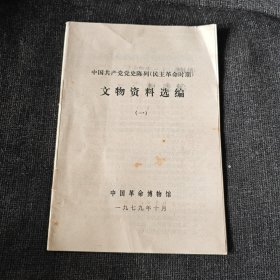 中国共产党党史陈列(民主革命时期)
文物资料选编
(一)
中国革命博物馆
一九七九年十月